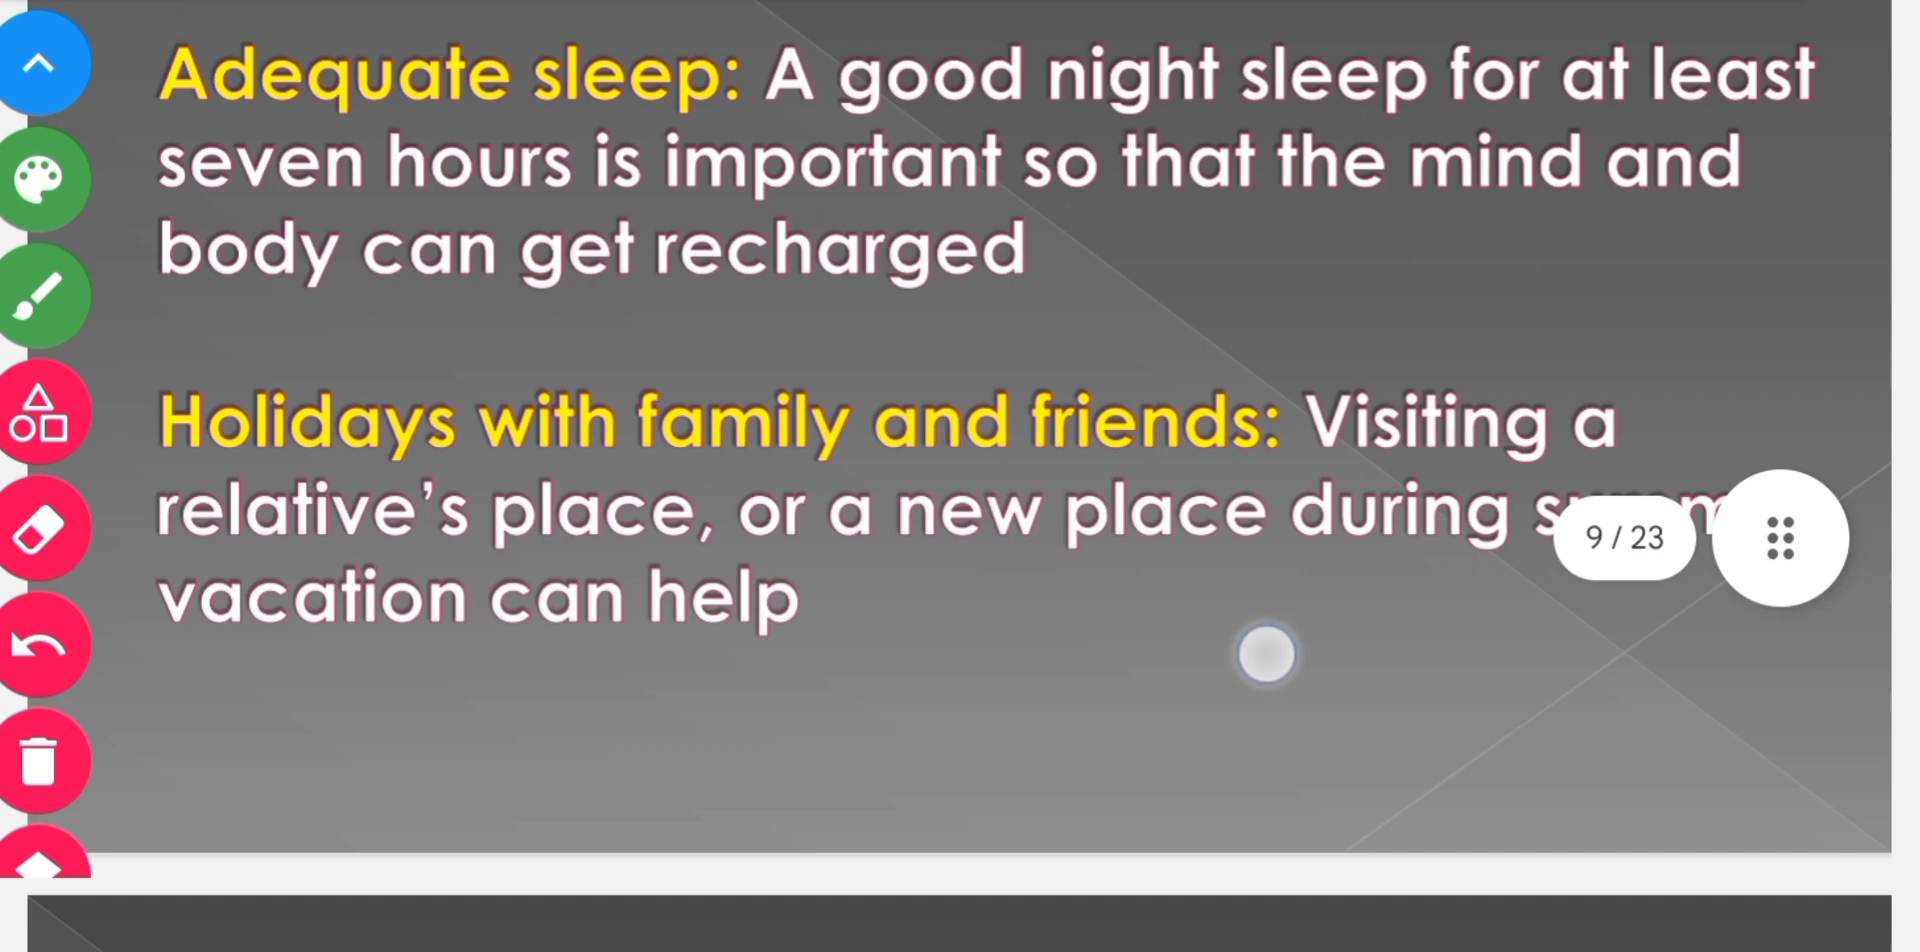 Adequate sleep: A good night sleep for at least
seven hours is important so that the mind and
body can get recharged
Holidays with family and friends: Visiting a
relative’s place, or a new place during
9 / 23
vacation can help